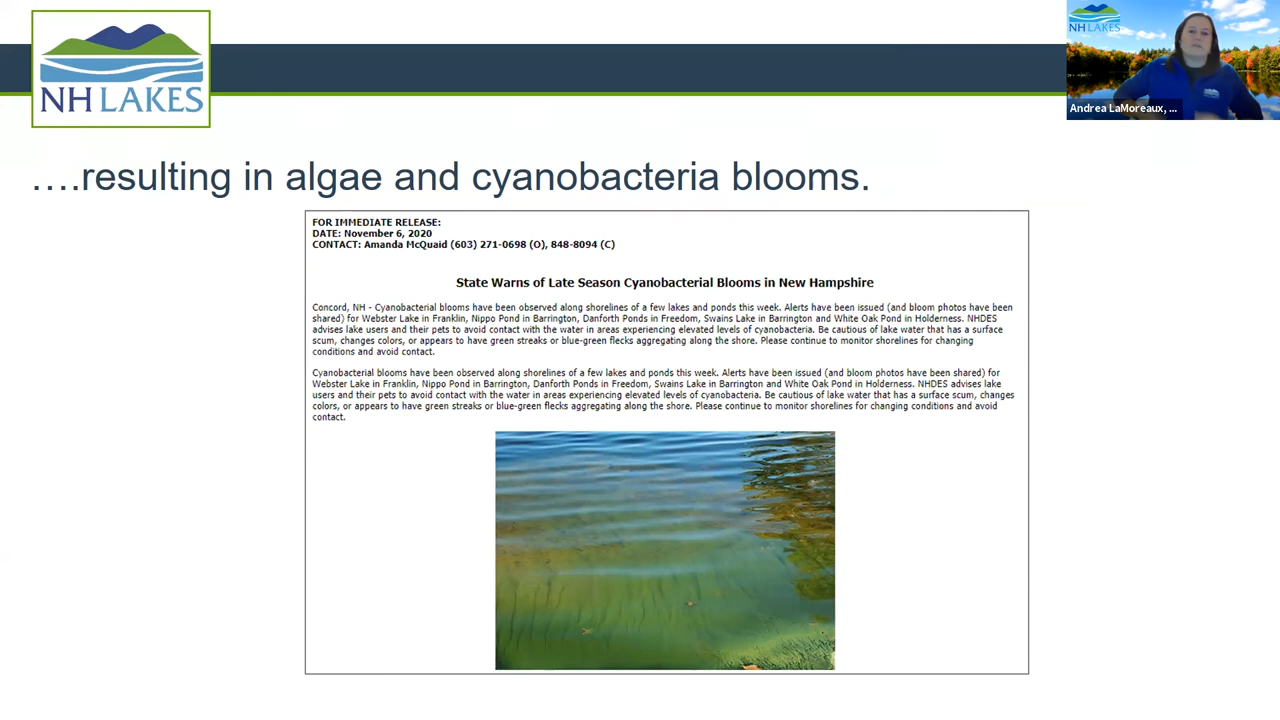 NH LAKES
NH LAKES
Andrea LaMoreaux, ...
....resulting in algae and cyanobacteria blooms.
FOR IMMEDIATE RELEASE:
DATE: November 6, 2020
CONTACT: Amanda McQuaid (603) 271-0698 (O), 848-8094 (C)
State Warns of Late Season Cyanobacterial Blooms in New Hampshire
Concord, NH - Cyanobacterial blooms have been observed along shorelines of a few lakes and ponds this week. Alerts have been issued (and bloom photos have been
shared) for Webster Lake in Franklin, Nippo Pond in Barrington, Danforth Ponds in Freedom, Swains Lake in Barrington and White Oak Pond in Holderness. NHDES
advises lake users and their pets to avoid contact with the water in areas experiencing elevated levels of cyanobacteria. Be cautious of lake water that has a surface
scum, changes colors, or appears to have green streaks or blue-green flecks aggregating along the shore. Please continue to monitor shorelines for changing
conditions and avoid contact.
Cyanobacterial blooms have been observed along shorelines of a few lakes and ponds this week. Alerts have been issued (and bloom photos have been shared) for
Webster Lake in Franklin, Nippo Pond in Barrington, Danforth Ponds in Freedom, Swains Lake in Barrington and White Oak Pond in Holderness. NHDES advises lake
users and their pets to avoid contact with the water in areas experiencing elevated levels of cyanobacteria. Be cautious of lake water that has a surface scum, changes
colors, or appears to have green streaks or blue-green flecks aggregating along the shore. Please continue to monitor shorelines for changing conditions and avoid
contact.